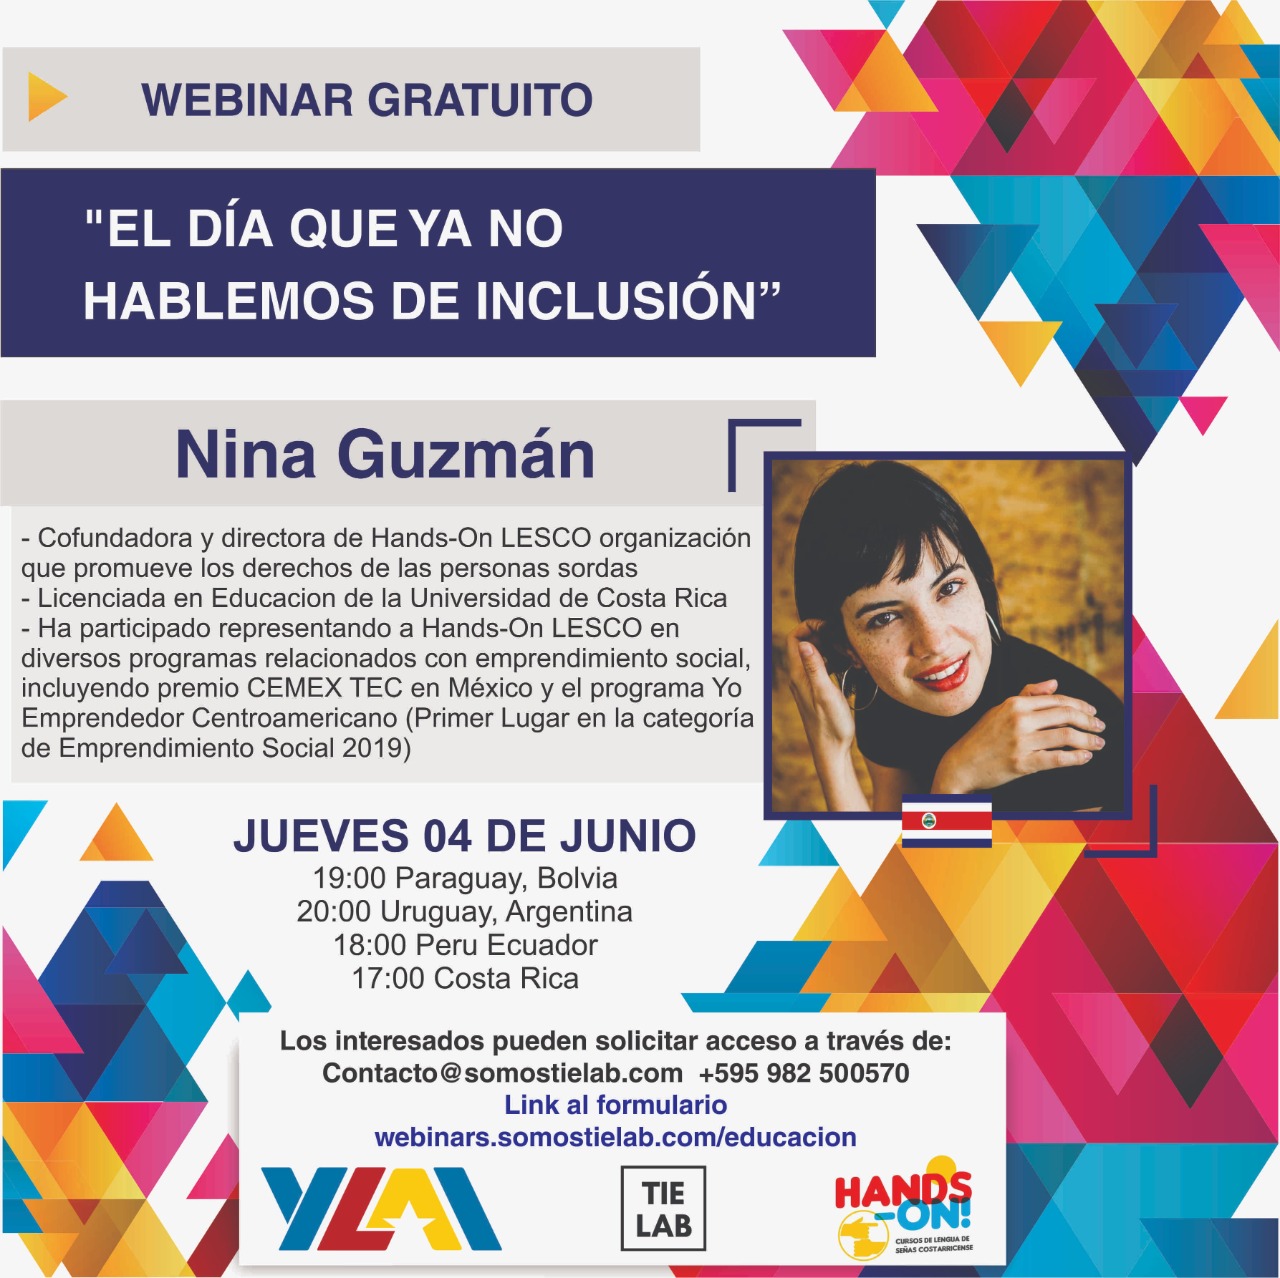 WEBINAR GRATUITO
"EL DÍA QUE YA NO
HABLEMOS DE INCLUSIÓN”
Nina Guzmán
- Cofundadora y directora de Hands-On LESCO organización
que promueve los derechos de las personas sordas
- Licenciada en Educacion de la Universidad de Costa Rica
- Ha participado representando a Hands-On LESCO en
diversos programas relacionados con emprendimiento social,
incluyendo premio CEMEX TEC en México y el programa Yo
Emprendedor Centroamericano (Primer Lugar en la categoría
de Emprendimiento Social 2019)
JUEVES 04 DE JUNIO
19:00 Paraguay, Bolvia
20:00 Uruguay, Argentina
18:00 Peru Ecuador
17:00 Costa Rica
Los interesados pueden solicitar acceso a través de:
Contacto@somostielab.com +595 982 500570
Link al formulario
webinars.somostielab.com/educacion
YLAI
TIE
LAB
HANDS
-ON!
CURSOS DE LENGUA DE
SEÑAS COSTARRICENSE